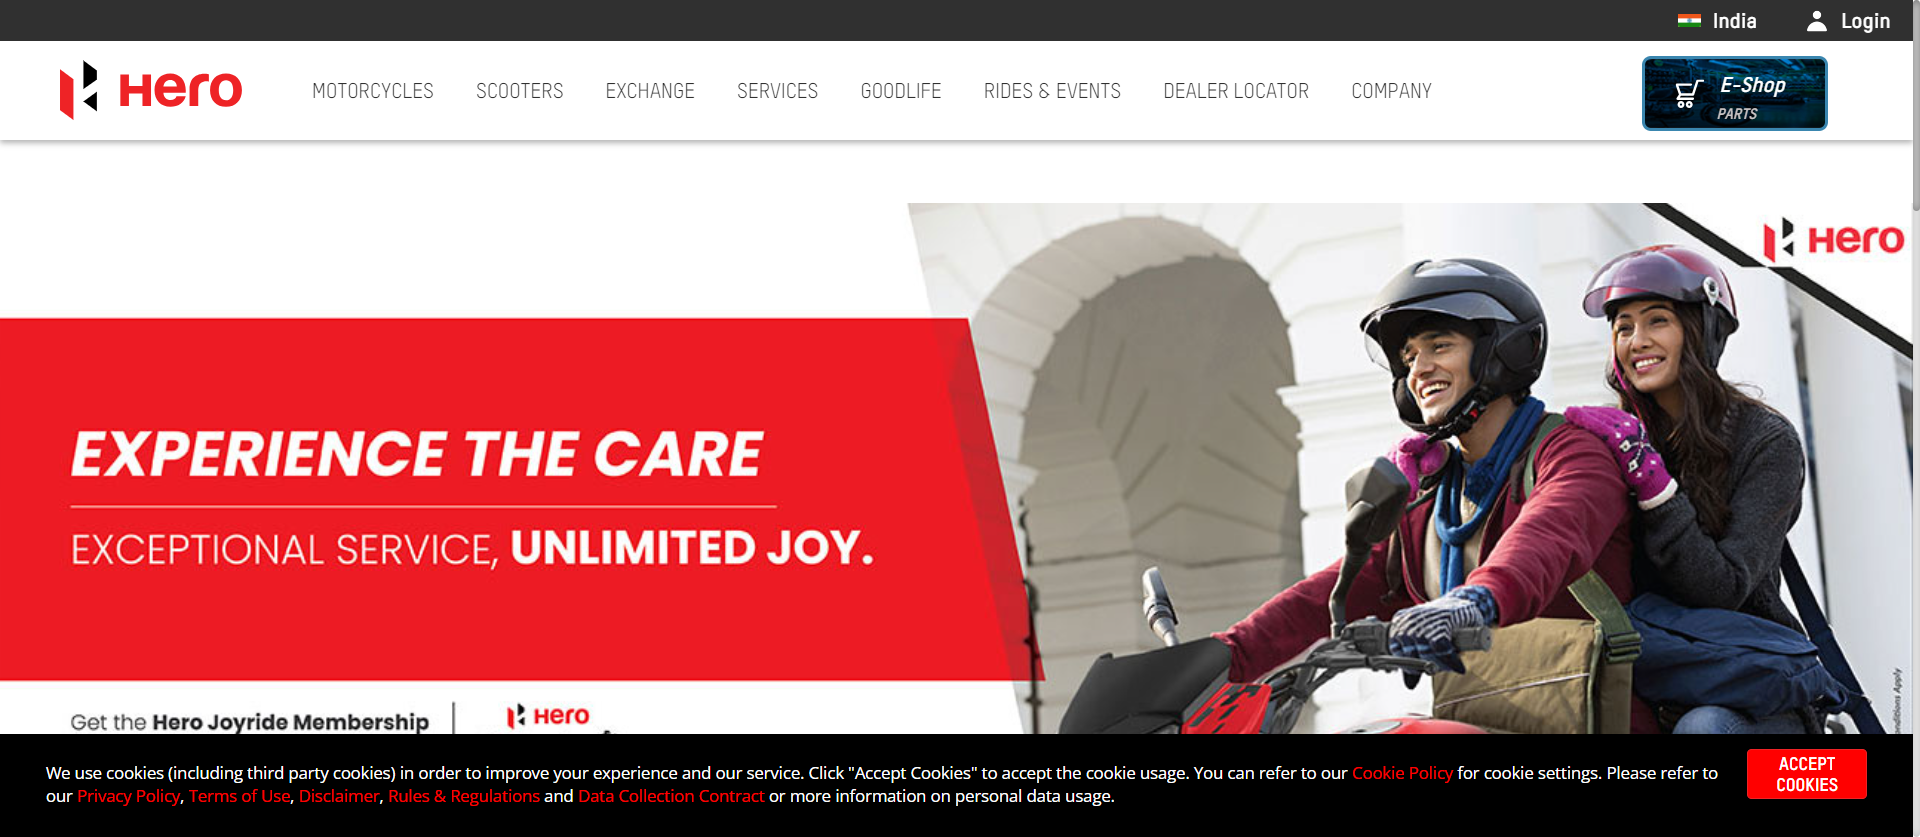 India
Login
Hero
MOTORCYCLES
SCOOTERS
EXCHANGE
SERVICES
GOODLIFE
RIDES & EVENTS
DEALER LOCATOR
COMPANY
E-Shop
PARTS
Hero
EXPERIENCE THE CARE
EXCEPTIONAL SERVICE, UNLIMITED JOY.
Get the Hero Joyride Membership
Hero
We use cookies (including third party cookies) in order to improve your experience and our service. Click "Accept Cookies" to accept the cookie usage. You can refer to our Cookie Policy for cookie settings. Please refer to
our Privacy Policy, Terms of Use, Disclaimer, Rules & Regulations and Data Collection Contract or more information on personal data usage.
ACCEPT
COOKIES